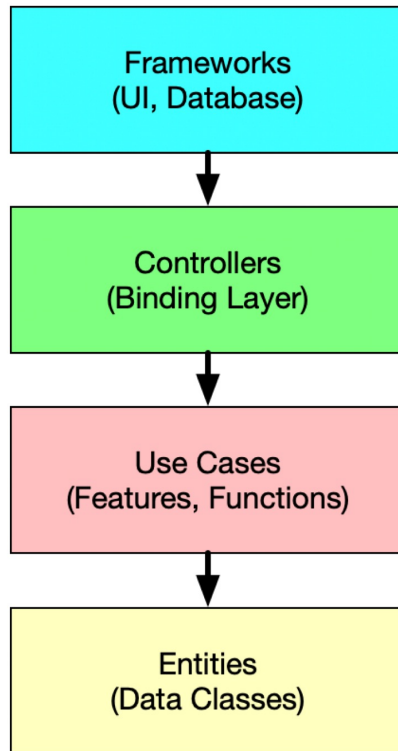 Frameworks
(UI, Database)
Controllers
(Binding Layer)
Use Cases
(Features, Functions)
Entities
(Data Classes)